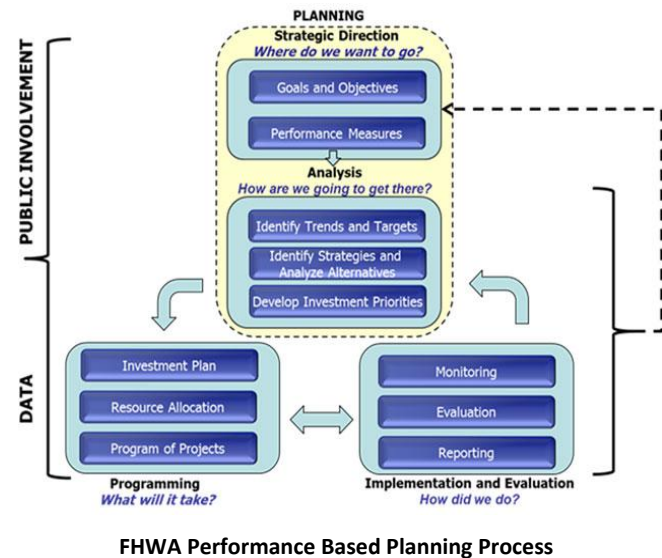 PLANNING
Strategic Direction
Where do we want to go?
Goals and Objectives
Performance Measures
Analysis
How are we going to get there?
Identify Trends and Targets
Identify Strategies and
Analyze Alternatives
Develop Investment Priorities
PUBLIC INVOLVEMENT
DATA
Investment Plan
Resource Allocation
Program of Projects
Programming
What will it take?
Monitoring
Evaluation
Reporting
Implementation and Evaluation
How did we do?
FHWA Performance Based Planning Process